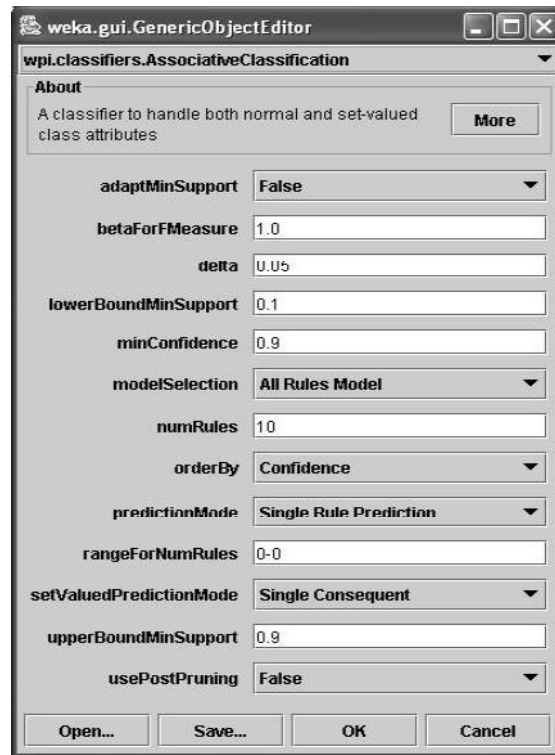 weka.gui.GenericObjectEditor
wpi.classifiers.AssociativeClassification
About
A classifier to handle both normal and set-valued
class attributes
More
adaptMinSupport False
betaForFMeasure 1.0
delta 0.05
lowerBoundMinSupport 0.1
minConfidence 0.9
modelSelection All Rules Model
numRules 10
orderBy Confidence
predictionMode Single Rule Prediction
rangeForNumRules 0-0
setValuedPredictionMode Single Consequent
upperBoundMinSupport 0.9
usePostPruning False
Open... Save... OK Cancel